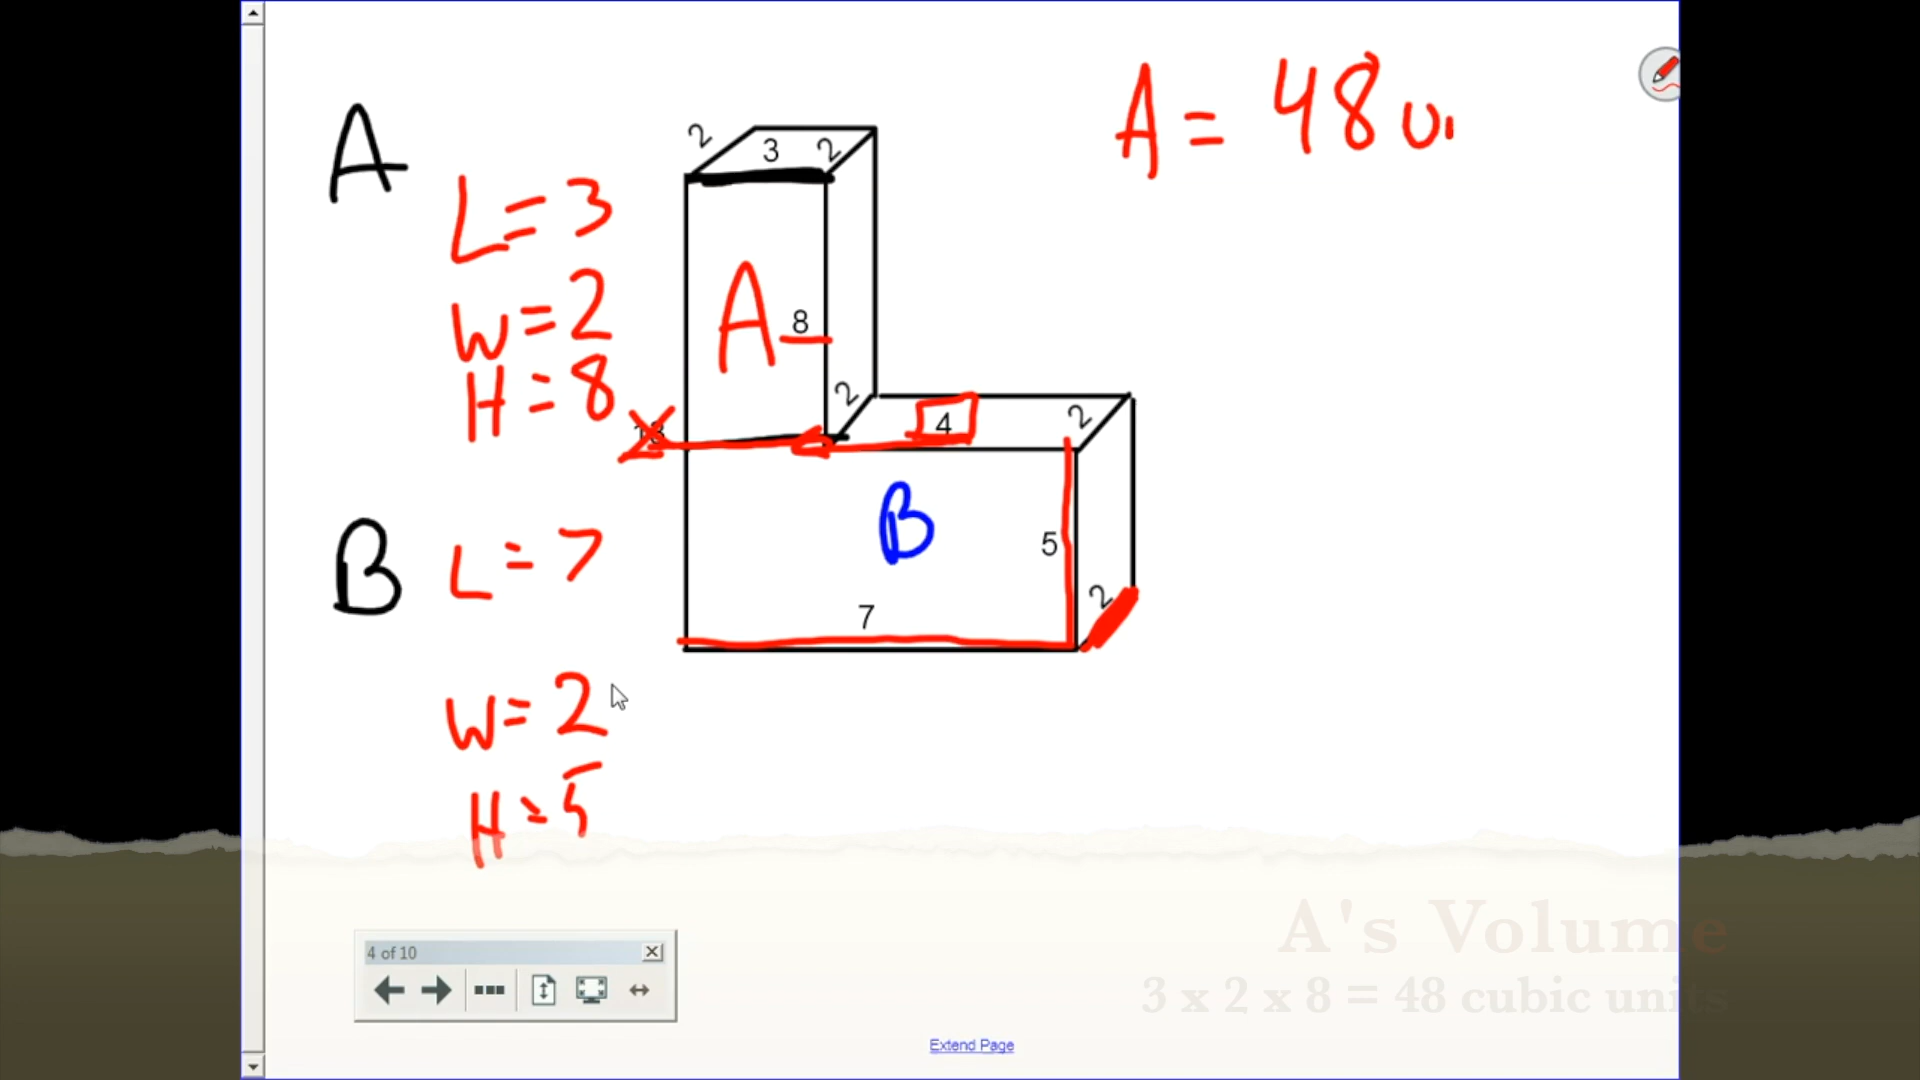 A
A = 48 u.
L = 3
W = 2
H = 8
2
3
2
A
8
2
4
2
B
5
2
7
B
L = 7
W = 2
H = 5
A's Volume
3 x 2 x 8 = 48 cubic units
4 of 10
Extend Page